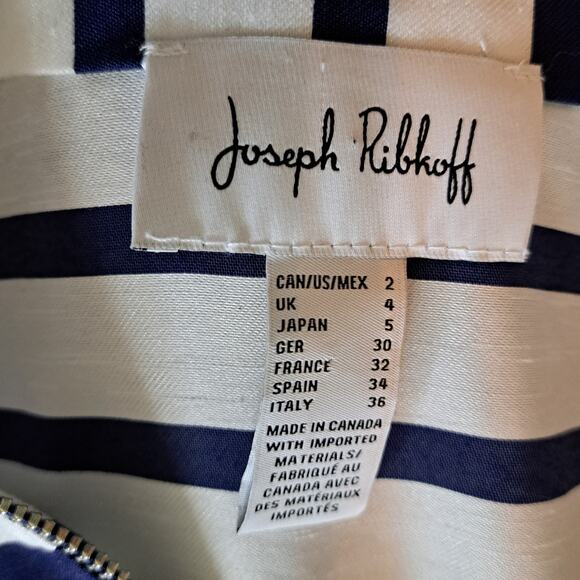 Joseph Ribkoff
CAN/US/MEX 2
UK 4
JAPAN 5
GER 30
FRANCE 32
SPAIN 34
ITALY 36
MADE IN CANADA
WITH IMPORTED
MATERIALS/
FABRIQUÉ AU
CANADA AVEC
DES MATÉRIAUX
IMPORTÉS